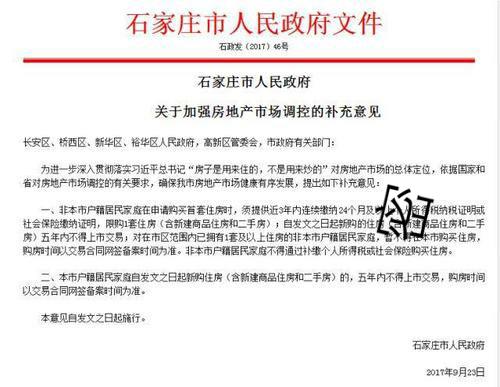 石家庄市人民政府文件
石政发（2017）46号
石家庄市人民政府
关于加强房地产市场调控的补充意见
长安区、桥西区、新华区、裕华区人民政府，高新区管委会，市政府有关部门：
为进一步深入贯彻落实习近平总书记“房子是用来住的，不是用来炒的”对房地产市场的总体定位，依据国家和
省对房地产市场调控的有关要求，确保我市房地产市场健康有序发展，提出如下补充意见：
一、非本市户籍居民家庭在申请购买首套住房时，须提供近3年内连续缴纳24个月及以上个人所得税纳税证明或
社会保险缴纳证明，限购1套住房（含新建商品住房和二手房）；自发文之日起新购的住房（含新建商品住房和二手
房）五年内不得上市交易；对在市区范围内已拥有1套及以上住房的非本市户籍居民家庭，暂不得在本市购买住房，
购房时间以交易合同网签备案时间为准。非本市户籍居民家庭不得通过补缴个人所得税或社会保险购买住房。
二、本市户籍居民家庭自发文之日起新购住房（含新建商品住房和二手房）的，五年内不得上市交易，购房时间
以交易合同网签备案时间为准。
本意见自发文之日起施行。
石家庄市人民政府
2017年9月23日